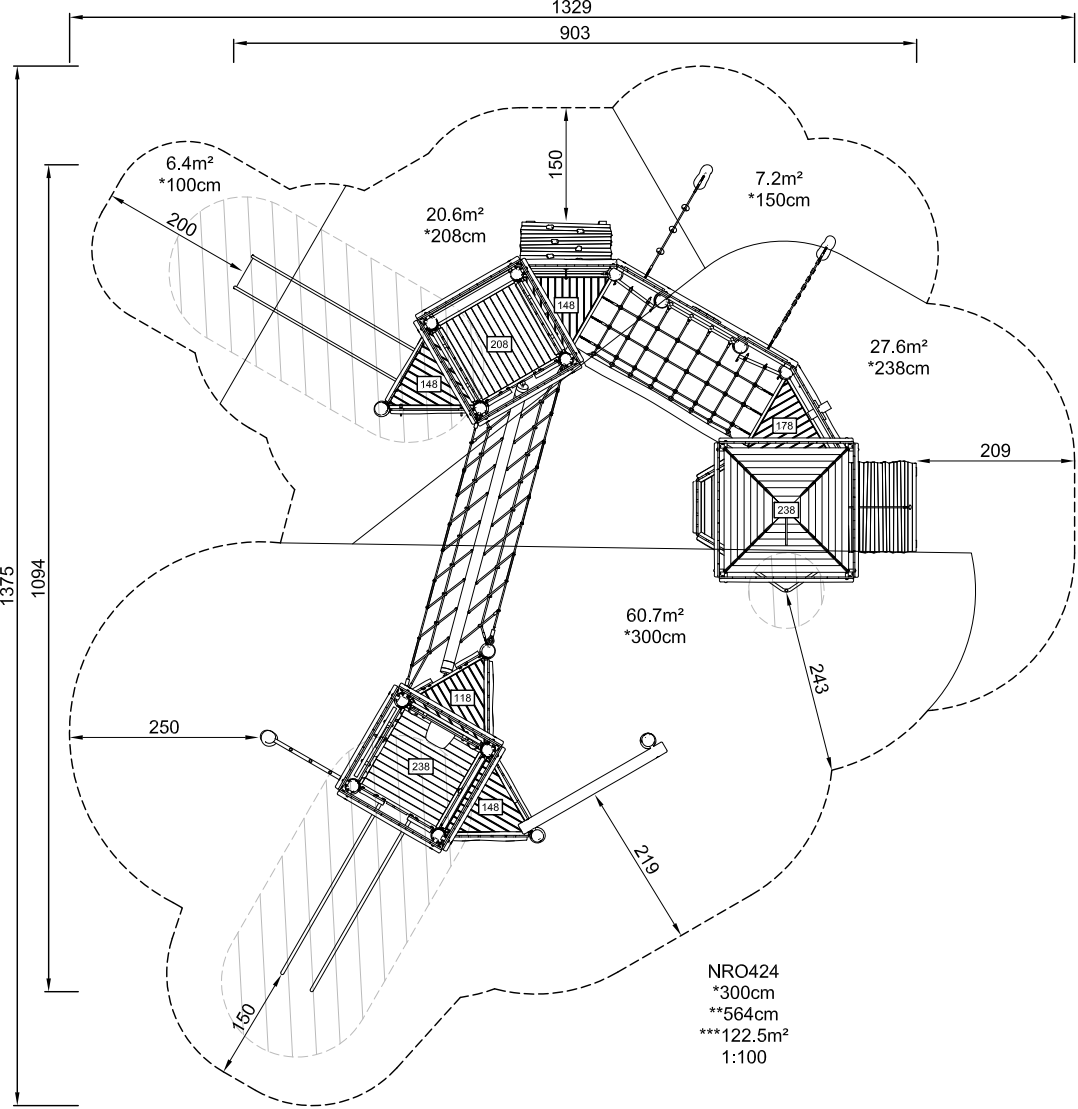 1329
903
6.4m²
*100cm
200
20.6m²
*208cm
150
7.2m²
*150cm
148
208
148
27.6m²
*238cm
178
209
238
1375
1094
60.7m²
*300cm
243
118
250
238
148
219
150
NRO424
*300cm
**564cm
***122.5m²
1:100